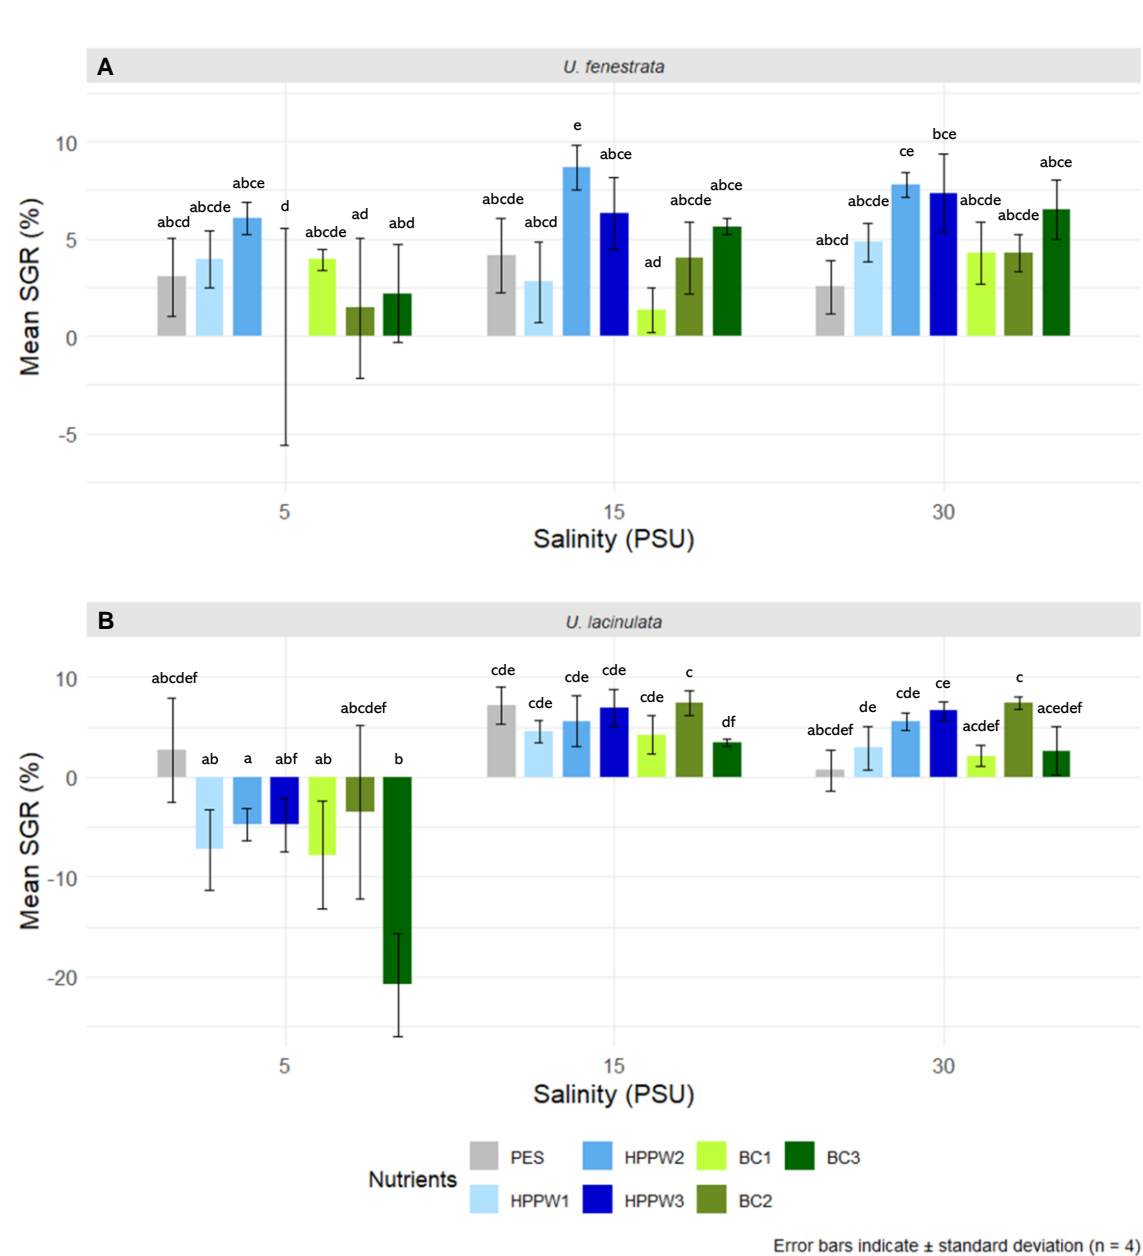 A
U. fenestrata
Mean SGR (%)
10
5
0
-5
abcd
abcde
abce
d
abcde
ad
abd
abcde
abcd
e
abce
ad
abcde
abce
abcd
abcde
ce
bce
abcde
abcde
abce
5
15
30
Salinity (PSU)
B
U. lacinulata
Mean SGR (%)
10
0
-10
-20
abcdef
ab
a
abf
ab
abcdef
b
cde
cde
cde
cde
cde
c
df
abcdef
de
cde
ce
acdef
c
acedef
5
15
30
Salinity (PSU)
Nutrients
PES
HPPW2
BC1
BC3
HPPW1
HPPW3
BC2
Error bars indicate ± standard deviation (n = 4)